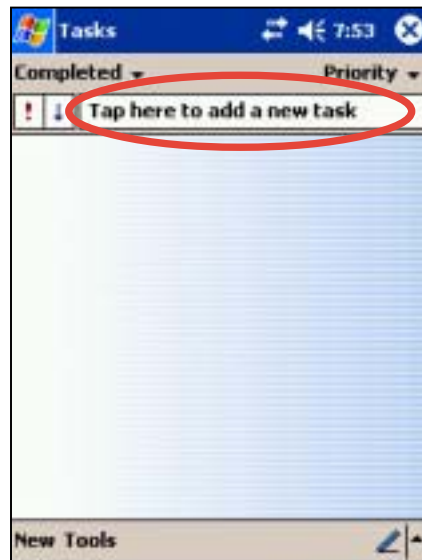 Tasks 7:53
Completed Priority
! ↓ Tap here to add a new task
New Tools